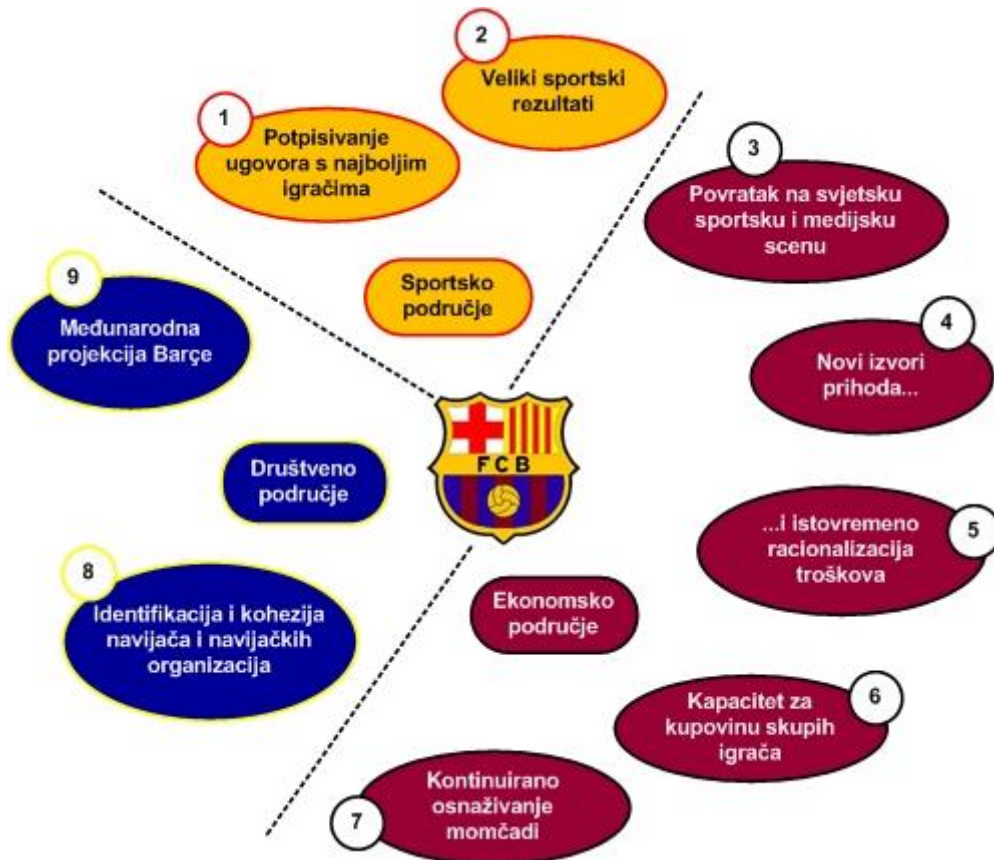 1
Potpisivanje
ugovora s najboljim
igračima
2
Veliki sportski
rezultati
Sportsko
područje
3
Povratak na svjetsku
sportsku i medijsku
scenu
4
Novi izvori
prihoda...
5
...i istovremeno
racionalizacija
troškova
Ekonomsko
područje
6
Kapacitet za
kupovinu skupih
igrača
7
Kontinuirano
osnaživanje
momčadi
8
Identifikacija i kohezija
navijača i navijačkih
organizacija
Društveno
područje
9
Međunarodna
projekcija Barçe
FCB